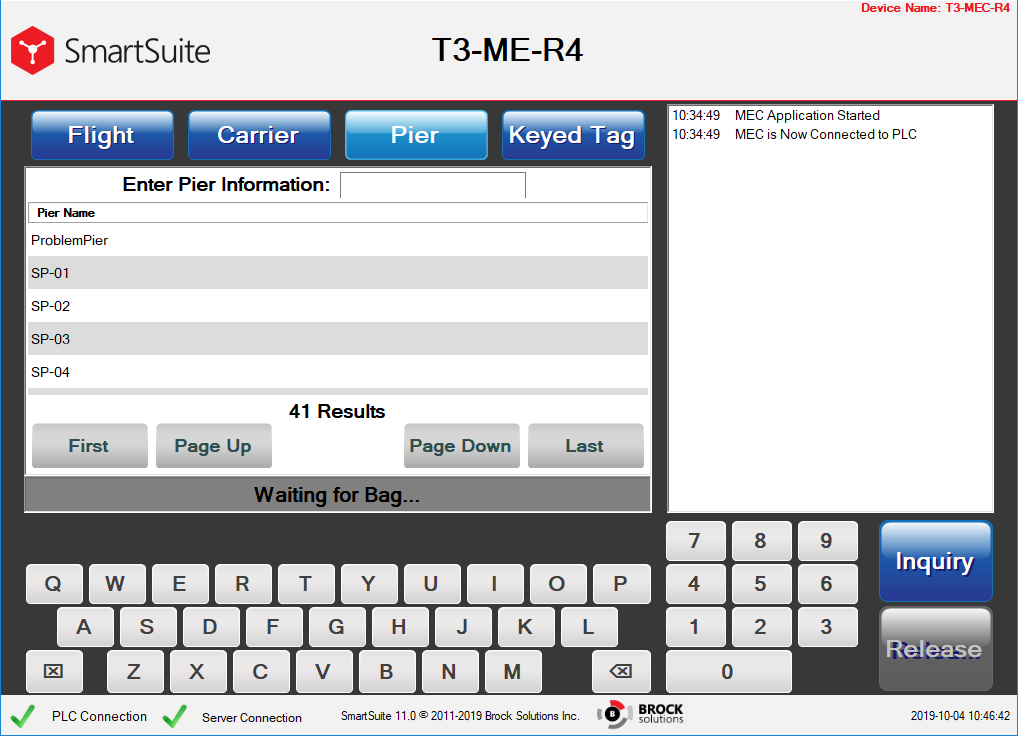 Device Name: T3-MEC-R4
SmartSuite
T3-ME-R4
Flight
Carrier
Pier
Keyed Tag
Enter Pier Information:
Pier Name
ProblemPier
SP-01
SP-02
SP-03
SP-04
41 Results
First
Page Up
Page Down
Last
Waiting for Bag...
10:34:49 MEC Application Started
10:34:49 MEC is Now Connected to PLC
Q W E R T Y U I O P
A S D F G H J K L
Z X C V B N M
7 8 9
4 5 6
1 2 3
0
Inquiry
Release
PLC Connection
Server Connection
SmartSuite 11.0 © 2011-2019 Brock Solutions Inc.
B
BROCK
solutions
2019-10-04 10:46:42